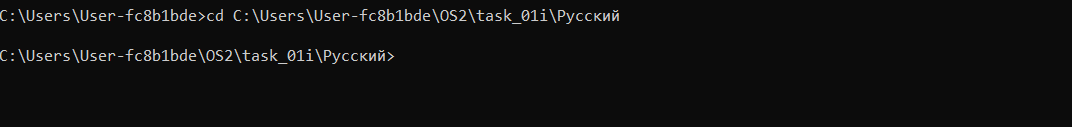 C:\Users\User-fc8b1bde>cd C:\Users\User-fc8b1bde\OS2\task_01i\Русский
C:\Users\User-fc8b1bde\OS2\task_01i\Русский>